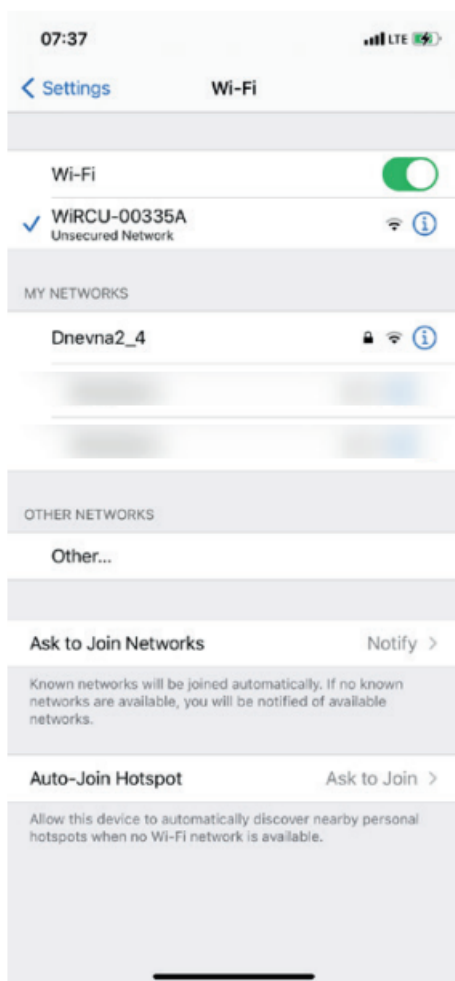 07:37 LTE
Settings Wi-Fi
Wi-Fi
WiRCU-00335A
Unsecured Network
MY NETWORKS
Dnevna2_4
OTHER NETWORKS
Other...
Ask to Join Networks Notify
Known networks will be joined automatically. If no known
networks are available, you will be notified of available
networks.
Auto-Join Hotspot Ask to Join
Allow this device to automatically discover nearby personal
hotspots when no Wi-Fi network is available.